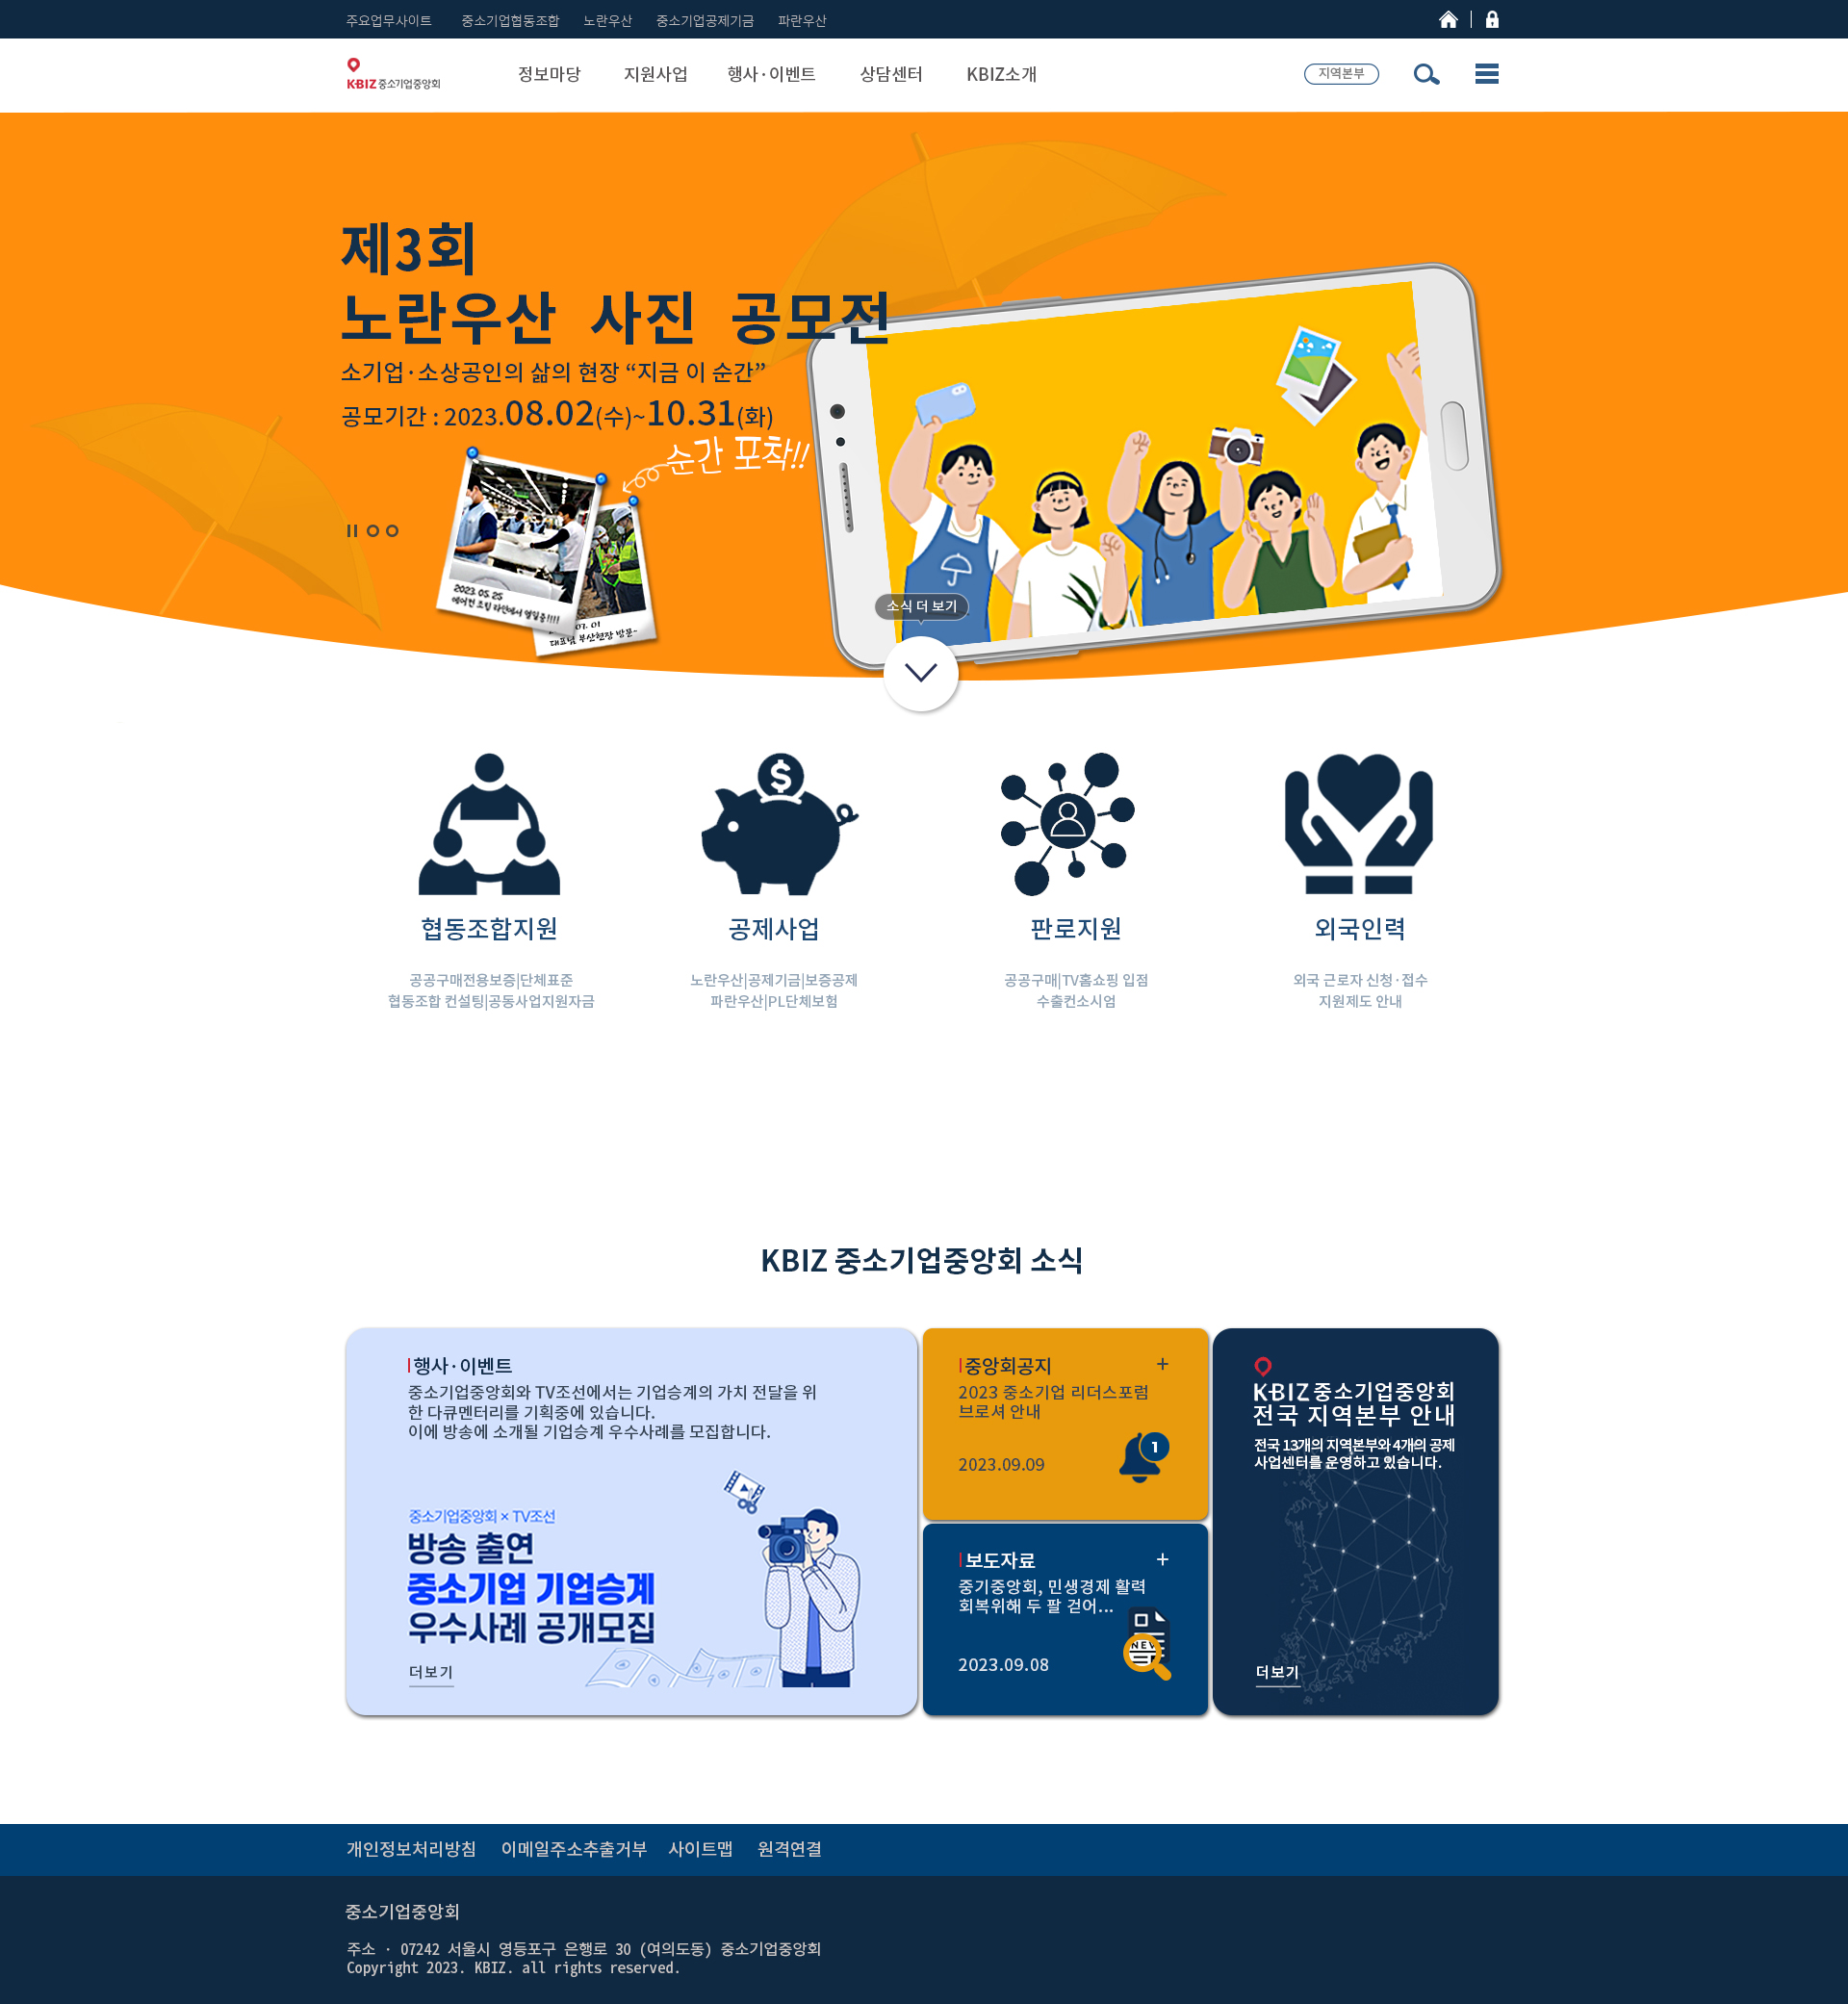 주요업무사이트 중소기업협동조합 노란우산 중소기업공제기금 파란우산
K-BIZ 중소기업중앙회
정보마당 지원사업 행사·이벤트 상담센터 KBIZ소개
지역본부
제3회
노란우산 사진 공모전
소기업·소상공인의 삶의 현장 “지금 이 순간”
공모기간 : 2023.08.02(수)~10.31(화)
순간 포착!!
2023. 05. 25
에어컨 조립 라인에서 열일중!!!!
07. 01
대표님 부산현장 방문~
소식 더 보기
협동조합지원
공공구매전용보증|단체표준
협동조합 컨설팅|공동사업지원자금
공제사업
노란우산|공제기금|보증공제
파란우산|PL단체보험
판로지원
공공구매|TV홈쇼핑 입점
수출컨소시엄
외국인력
외국 근로자 신청·접수
지원제도 안내
KBIZ 중소기업중앙회 소식
행사·이벤트
중소기업중앙회와 TV조선에서는 기업승계의 가치 전달을 위
한 다큐멘터리를 기획중에 있습니다.
이에 방송에 소개될 기업승계 우수사례를 모집합니다.
중소기업중앙회 × TV조선
방송 출연
중소기업 기업승계
우수사례 공개모집
더보기
중앙회공지 +
2023 중소기업 리더스포럼
브로셔 안내
2023.09.09
1
보도자료 +
중기중앙회, 민생경제 활력
회복위해 두 팔 걷어...
NEW
2023.09.08
K-BIZ 중소기업중앙회
전국 지역본부 안내
전국 13개의 지역본부와 4개의 공제
사업센터를 운영하고 있습니다.
더보기
개인정보처리방침 이메일주소추출거부 사이트맵 원격연결
중소기업중앙회
주소 · 07242 서울시 영등포구 은행로 30 (여의도동) 중소기업중앙회
Copyright 2023. KBIZ. all rights reserved.